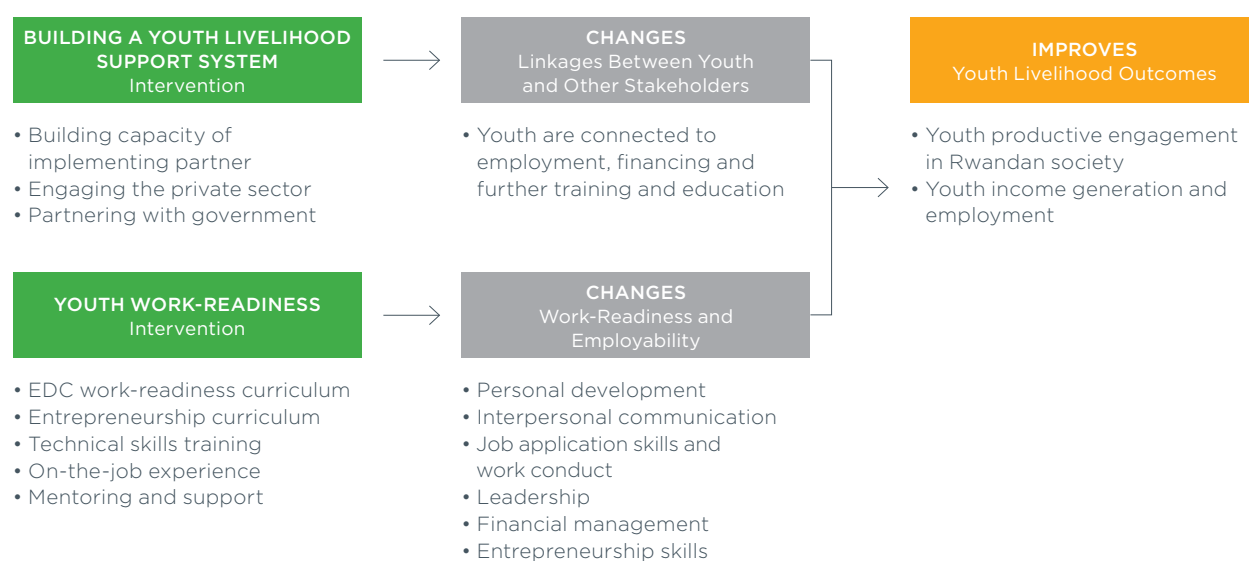 BUILDING A YOUTH LIVELIHOOD
SUPPORT SYSTEM
Intervention
• Building capacity of
implementing partner
• Engaging the private sector
• Partnering with government
CHANGES
Linkages Between Youth
and Other Stakeholders
• Youth are connected to
employment, financing and
further training and education
IMPROVES
Youth Livelihood Outcomes
• Youth productive engagement
in Rwandan society
• Youth income generation and
employment
YOUTH WORK-READINESS
Intervention
• EDC work-readiness curriculum
• Entrepreneurship curriculum
• Technical skills training
• On-the-job experience
• Mentoring and support
CHANGES
Work-Readiness and
Employability
• Personal development
• Interpersonal communication
• Job application skills and
work conduct
• Leadership
• Financial management
• Entrepreneurship skills